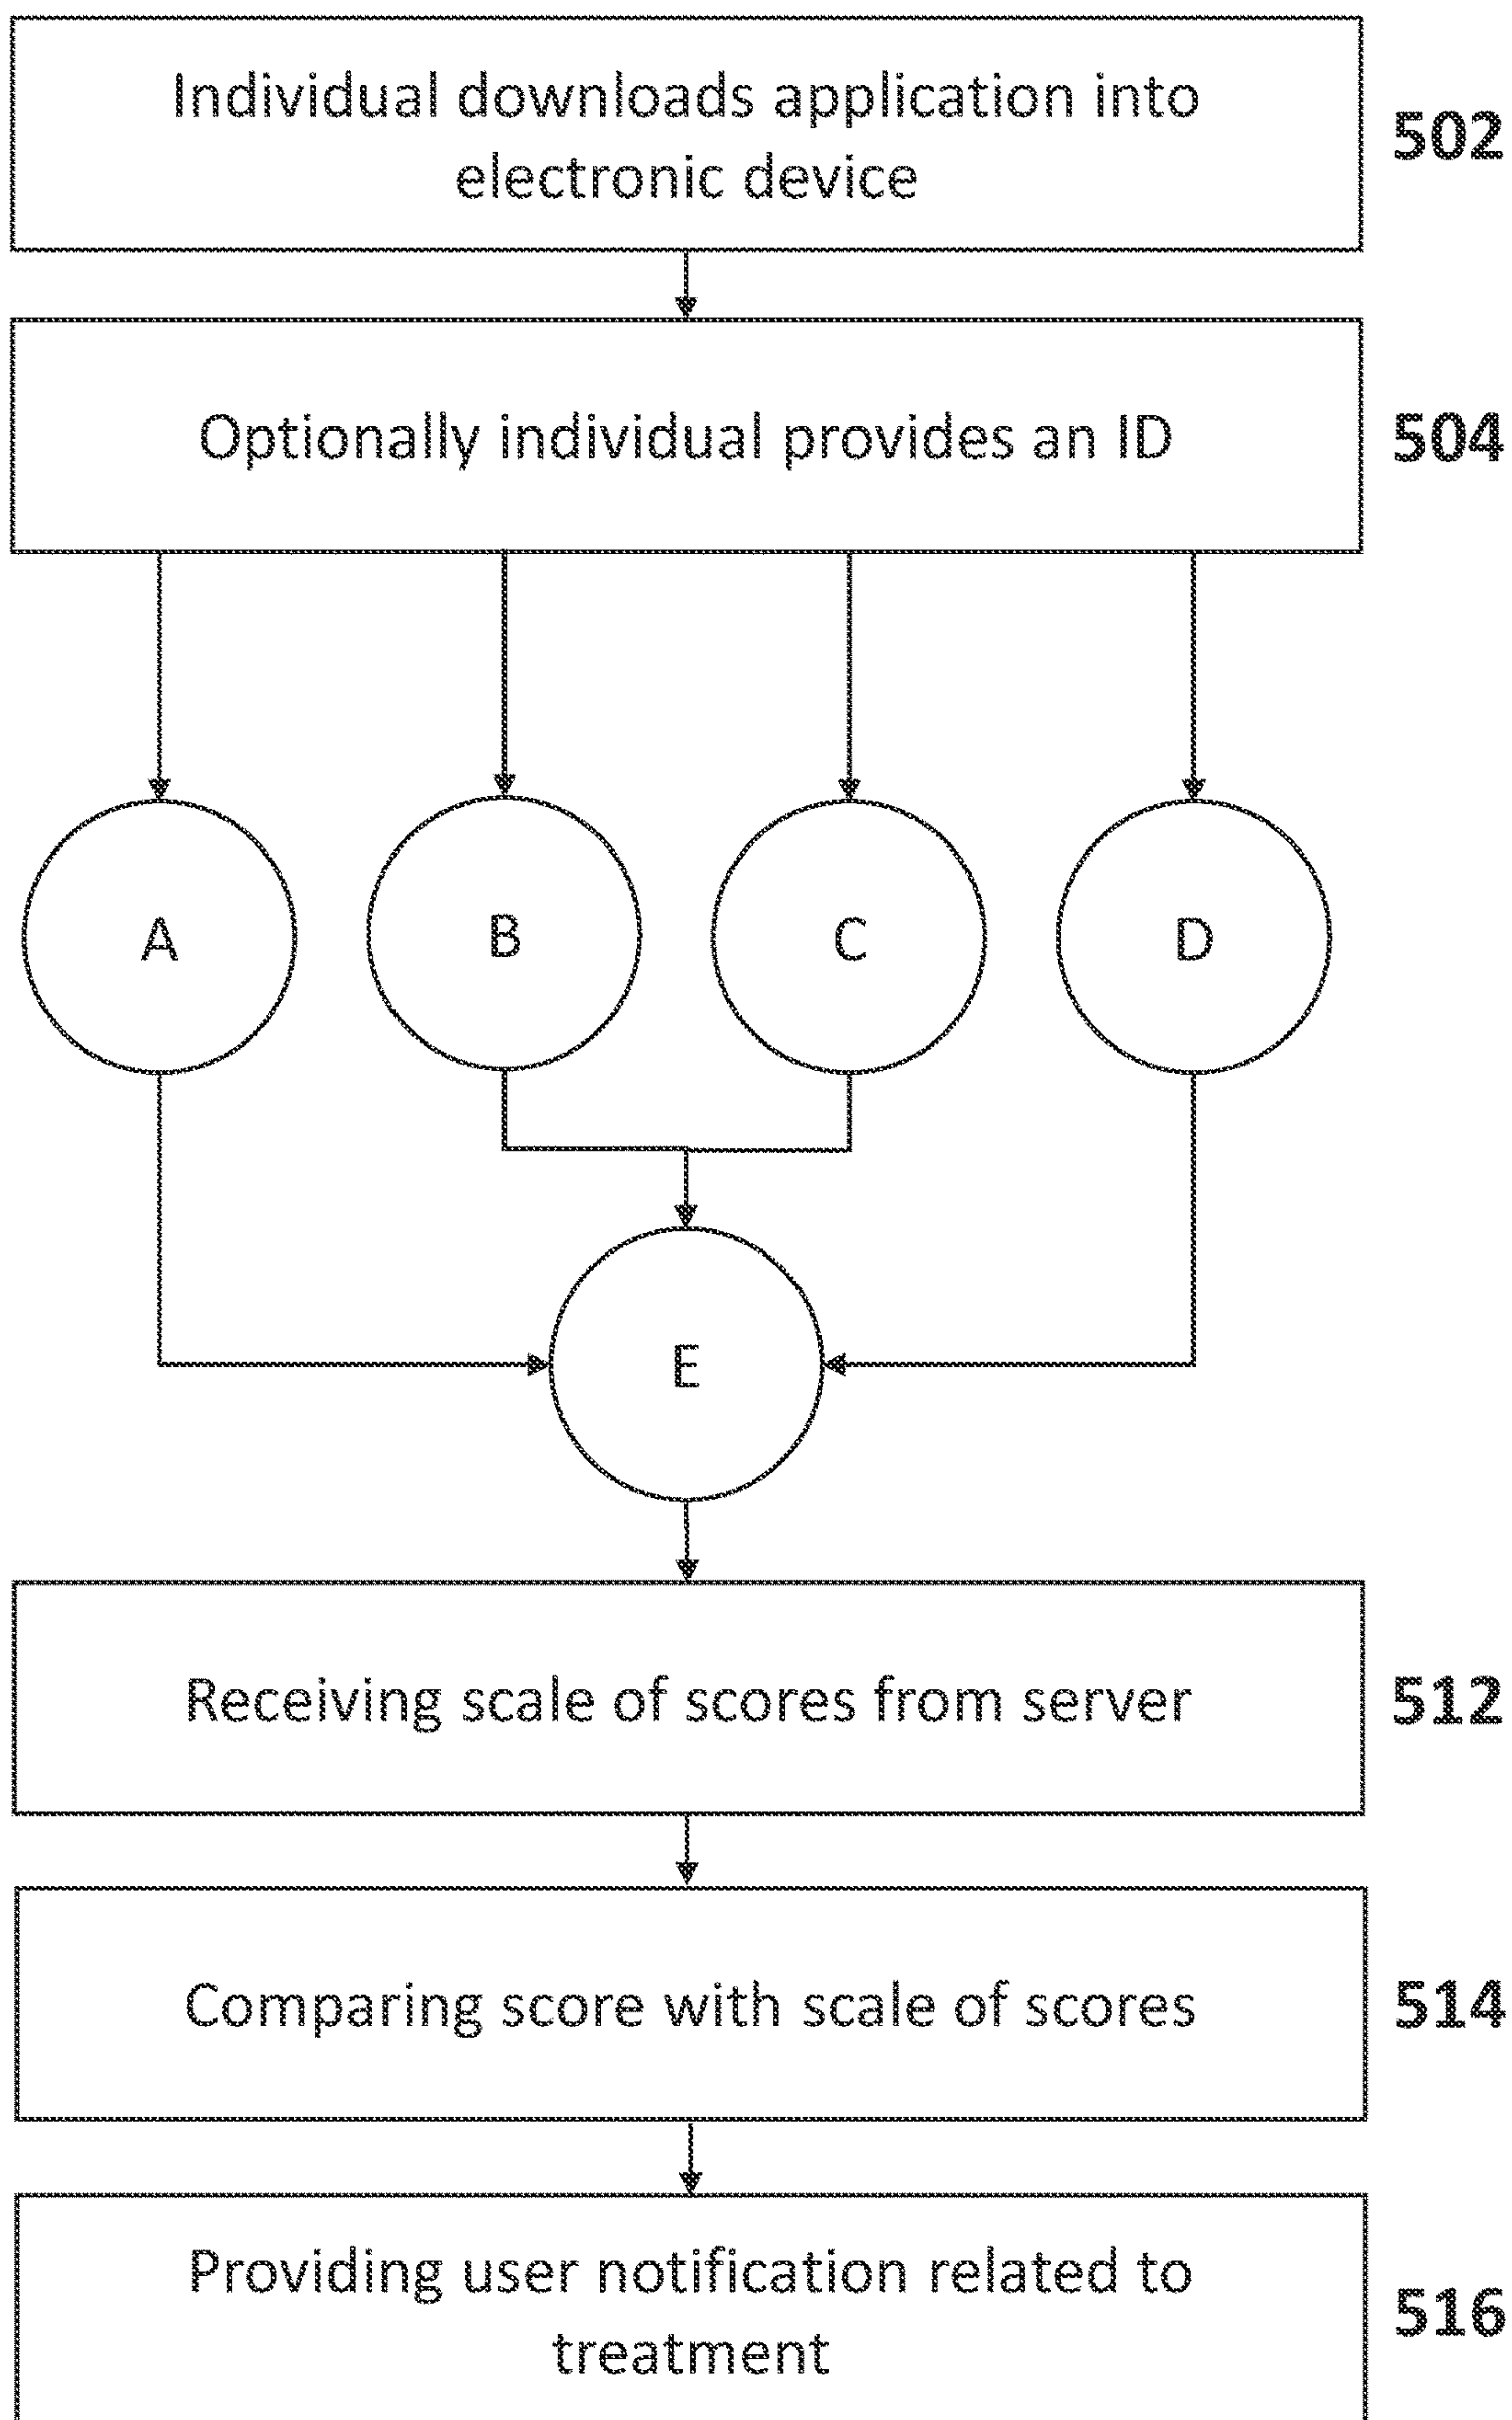 Individual downloads application into
electronic device
502
Optionally individual provides an ID
504
A
B
C
D
E
Receiving scale of scores from server
512
Comparing score with scale of scores
514
Providing user notification related to
treatment
516